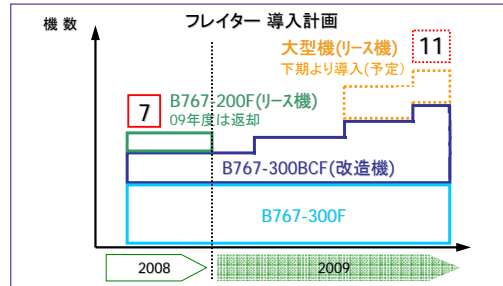 フレイター 導入計画
機 数
大型機(リース機)
下期より導入(予定)
11
7
B767-200F(リース機)
09年度は返却
B767-300BCF(改造機)
B767-300F
2008
2009